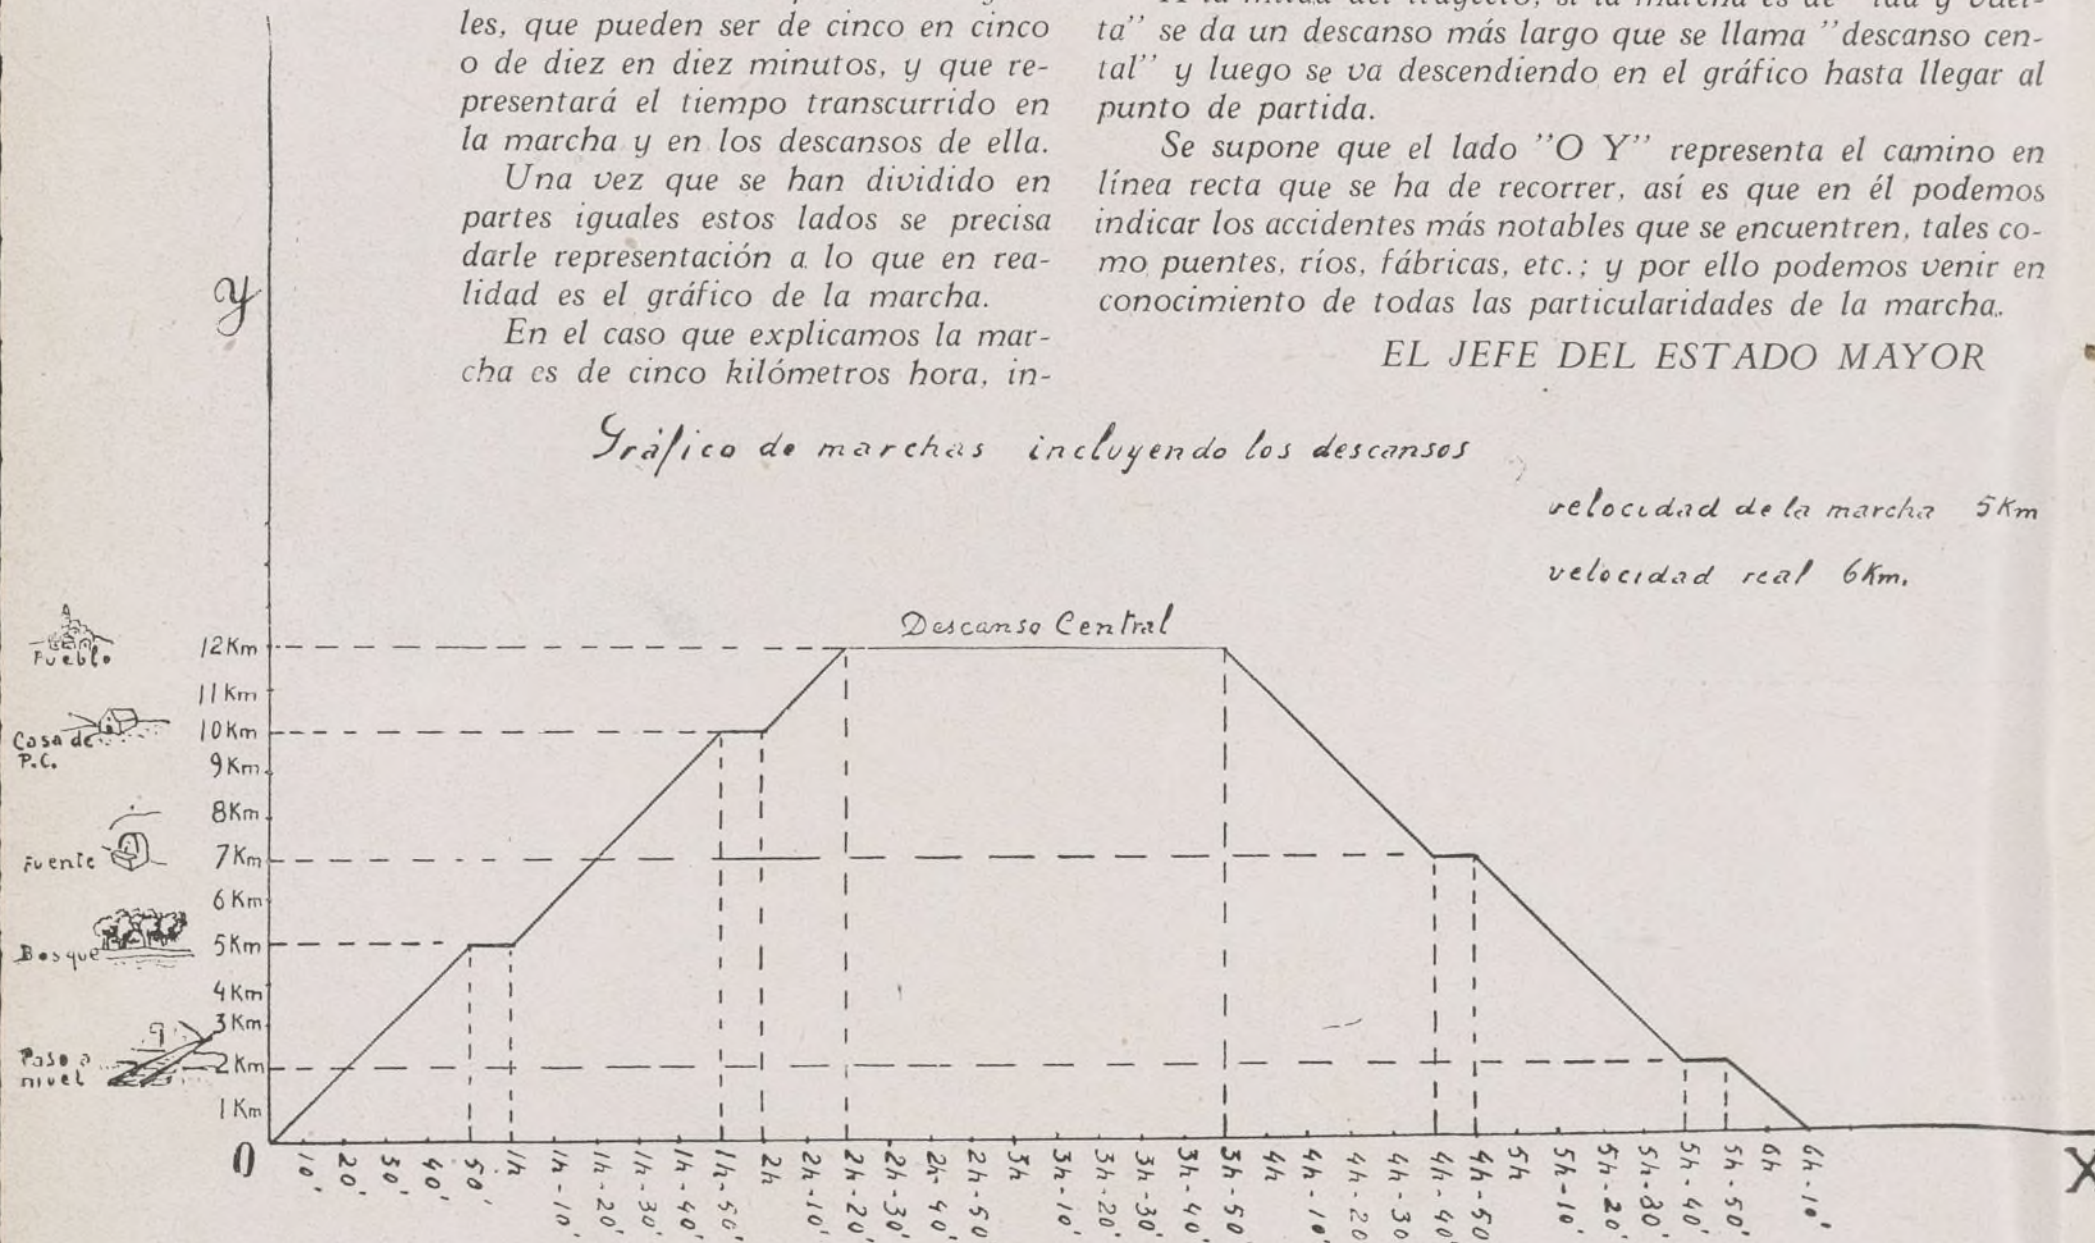 les, que pueden ser de cinco en cinco
o de diez en diez minutos, y que re-
presentará el tiempo transcurrido en
la marcha y en los descansos de ella.
Una vez que se han dividido en
partes iguales estos lados se precisa
darle representación a lo que en rea-
lidad es el gráfico de la marcha.
En el caso que explicamos la mar-
cha es de cinco kilómetros hora, in-
ta" se da un descanso más largo que se llama "descanso cen-
tal" y luego se va descendiendo en el gráfico hasta llegar al
punto de partida.
Se supone que el lado "O Y" representa el camino en
línea recta que se ha de recorrer, así es que en él podemos
indicar los accidentes más notables que se encuentren, tales co-
mo puentes, ríos, fábricas, etc.; y por ello podemos venir en
conocimiento de todas las particularidades de la marcha.
EL JEFE DEL ESTADO MAYOR
Gráfico de marchas incluyendo los descansos
velocidad de la marcha 5Km
velocidad real 6Km.
Y
Descanso Central
Pueblo
12Km
11Km
Casa de
P.C.
10Km
9Km
8Km
Fuente
7Km
6Km
Bosque
5Km
4Km
3Km
Paso a
nivel
2Km
1Km
0
10'
20'
30'
40'
50'
1h
1h-10'
1h-20'
1h-30'
1h-40'
1h-50'
2h
2h-10'
2h-20'
2h-30'
2h-40'
2h-50
3h
3h-10'
3h-20'
3h-30'
3h-40'
3h-50
4h
4h-10'
4h-20
4h-30
4h-40'
4h-50
5h
5h-10'
5h-20'
5h-30'
5h-40'
5h-50'
6h
6h-10'
X